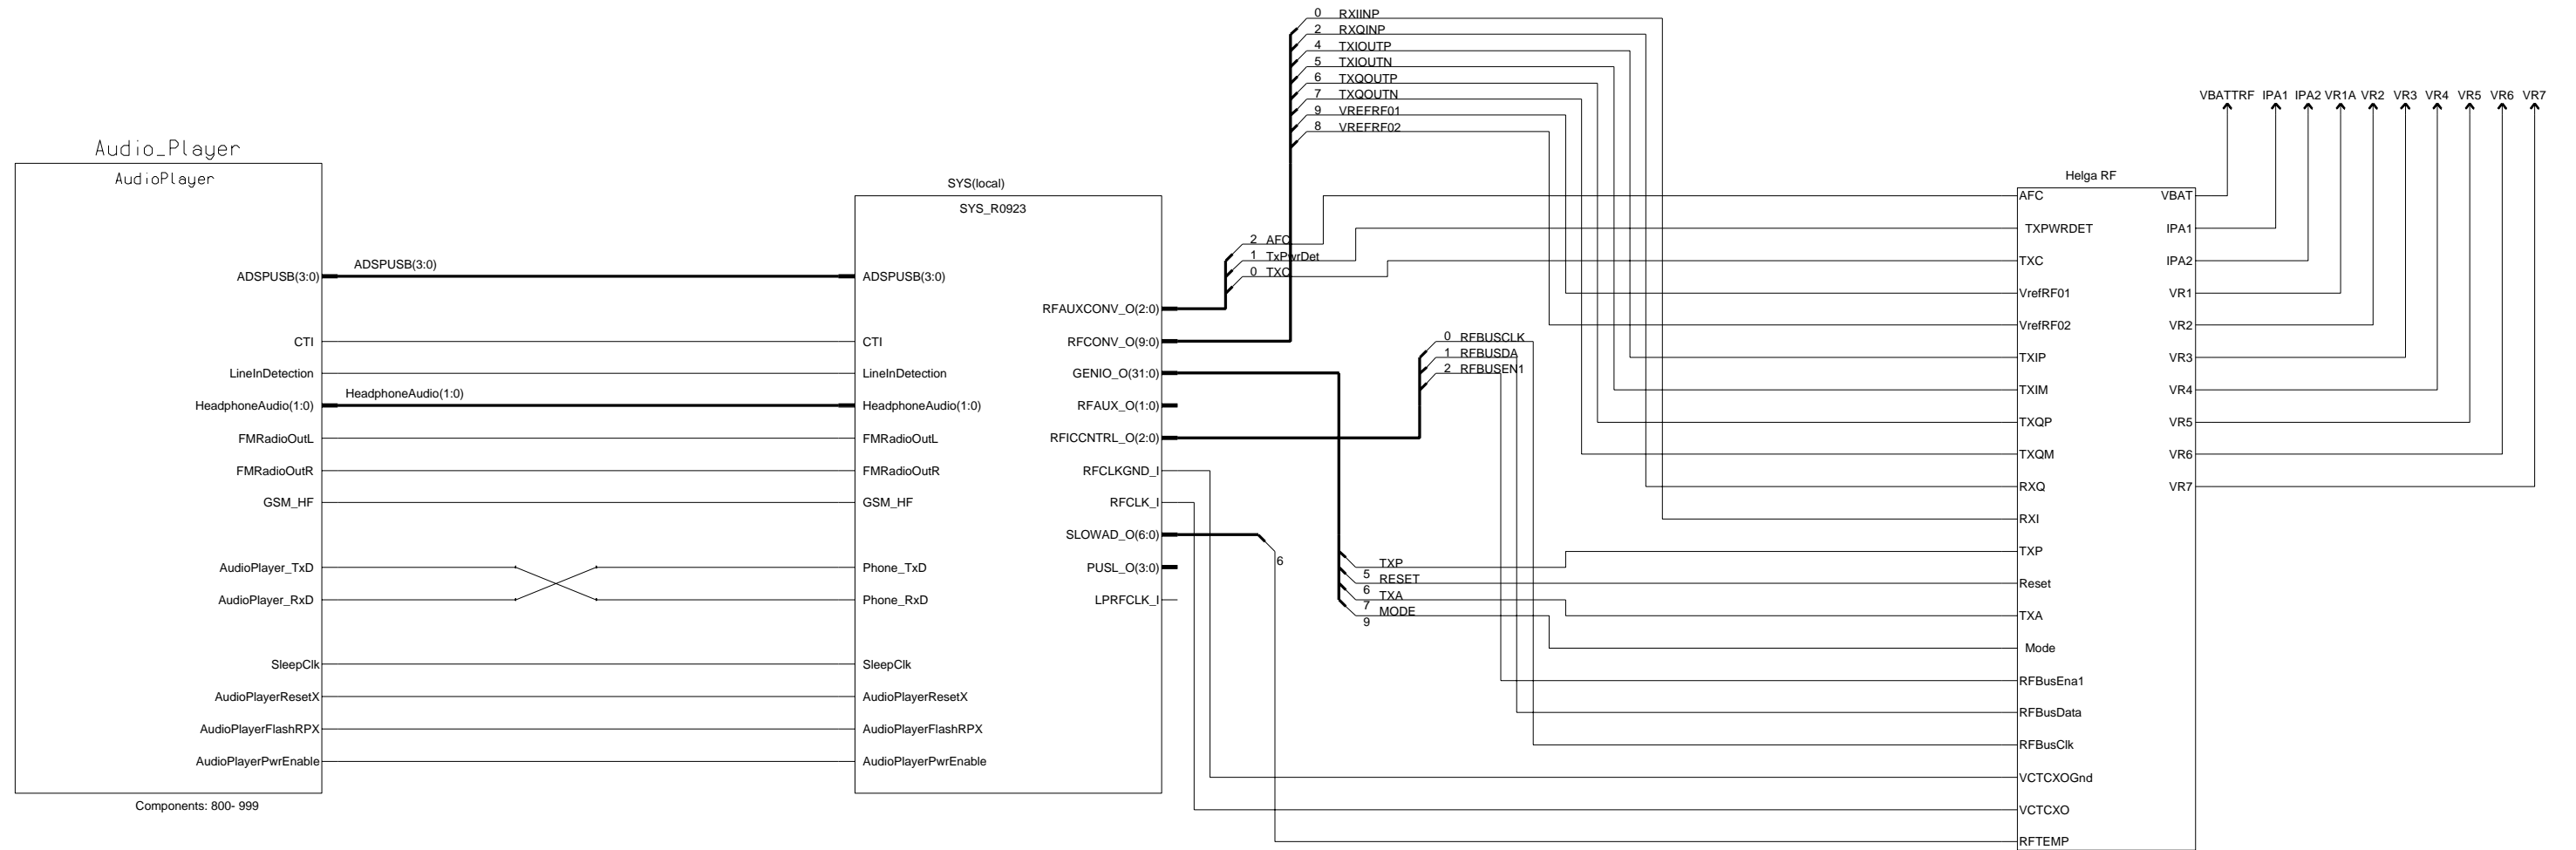 Audio_Player
AudioPlayer
ADSPUSB(3:0)
CTI
LineInDetection
HeadphoneAudio(1:0)
FMRadioOutL
FMRadioOutR
GSM_HF
AudioPlayer_TxD
AudioPlayer_RxD
SleepClk
AudioPlayerResetX
AudioPlayerFlashRPX
AudioPlayerPwrEnable
Components: 800- 999
ADSPUSB(3:0)
HeadphoneAudio(1:0)
SYS(local)
SYS_R0923
ADSPUSB(3:0)
CTI
LineInDetection
HeadphoneAudio(1:0)
FMRadioOutL
FMRadioOutR
GSM_HF
Phone_TxD
Phone_RxD
SleepClk
AudioPlayerResetX
AudioPlayerFlashRPX
AudioPlayerPwrEnable
RFAUXCONV_O(2:0)
RFCONV_O(9:0)
GENIO_O(31:0)
RFAUX_O(1:0)
RFICCNTRL_O(2:0)
RFCLKGND_I
RFCLK_I
SLOWAD_O(6:0)
PUSL_O(3:0)
LPRFCLK_I
0 RXIINP
2 RXQINP
4 TXIOUTP
5 TXIOUTN
6 TXQOUTP
7 TXQOUTN
9 VREFRF01
8 VREFRF02
2 AFC
1 TxPwrDet
0 TXC
0 RFBUSCLK
1 RFBUSDA
2 RFBUSEN1
6
TXP
5 RESET
6 TXA
7 MODE
9
Helga RF
AFC
TXPWRDET
TXC
VrefRF01
VrefRF02
TXIP
TXIM
TXQP
TXQM
RXQ
RXI
TXP
Reset
TXA
Mode
RFBusEna1
RFBusData
RFBusClk
VCTCXOGnd
VCTCXO
RFTEMP
VBAT
IPA1
IPA2
VR1
VR2
VR3
VR4
VR5
VR6
VR7
VBATTRF IPA1 IPA2 VR1A VR2 VR3 VR4 VR5 VR6 VR7